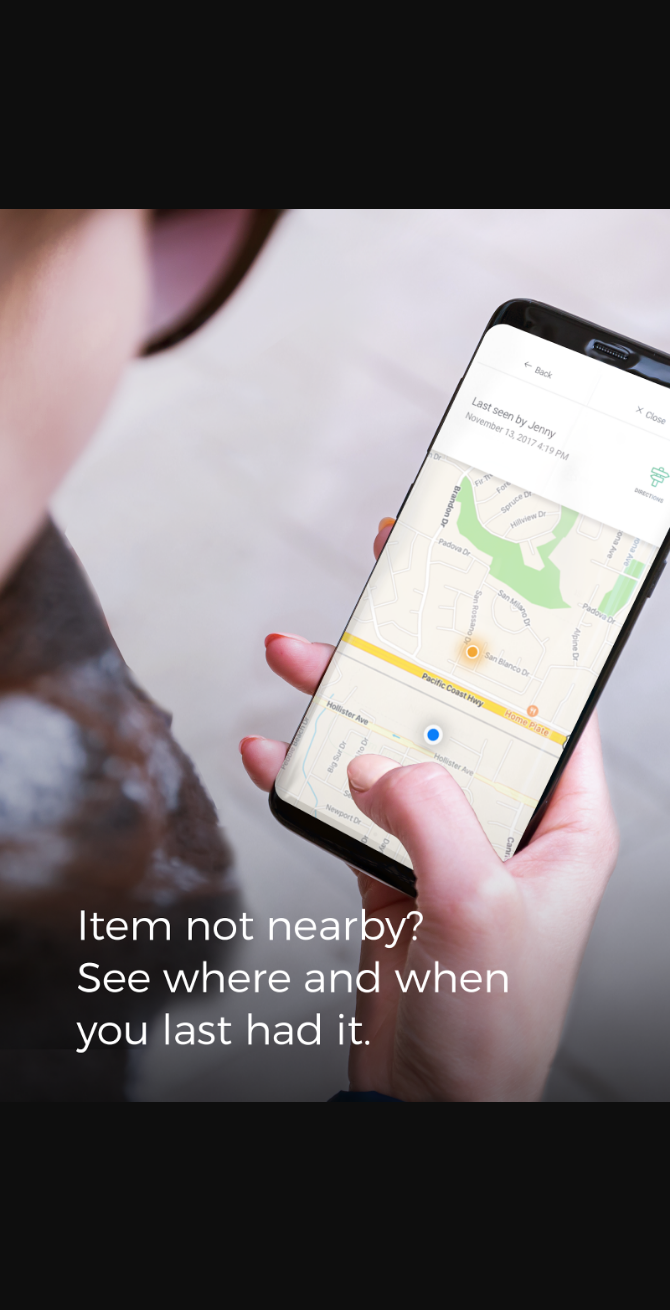 Back
Close
Last seen by Jenny
November 13, 2017 4:19 PM
DIRECTIONS
Brandon Dr
Spruce Dr
Hillview Dr
Padova Dr
San Rossano Dr
San Milano Dr
Padova Dr
Alpine Dr
San Blanco Dr
Pacific Coast Hwy
Home Plate
Hollister Ave
Hollister Ave
Big Sur Dr
Newport Dr
Item not nearby?
See where and when
you last had it.